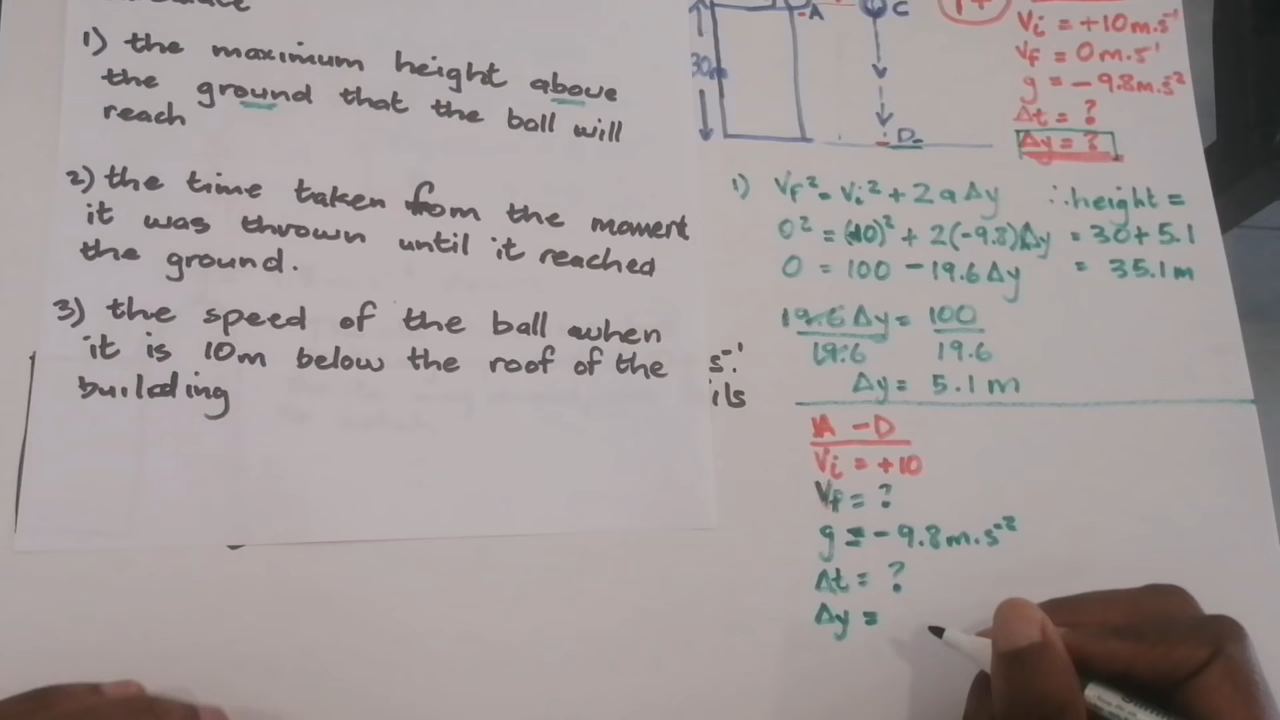 1) the maximum height above
the ground that the ball will
reach
2) the time taken from the moment
it was thrown until it reached
the ground.
3) the speed of the ball when
it is 10m below the roof of the
builoding
s⁻¹
ils
30m
-A
C
D
1+
Vi = +10m.s⁻¹
Vf = 0m.s⁻¹
g = -9.8m.s⁻²
Δt = ?
Δy = ?
1) Vf² = Vi² + 2aΔy
0² = (10)² + 2(-9.8)Δy
0 = 100 - 19.6Δy
19.6Δy = 100
19.6 19.6
Δy = 5.1m
∴ height =
= 30+5.1
= 35.1m
A - D
Vi = +10
Vf = ?
g = -9.8m.s⁻²
Δt = ?
Δy =